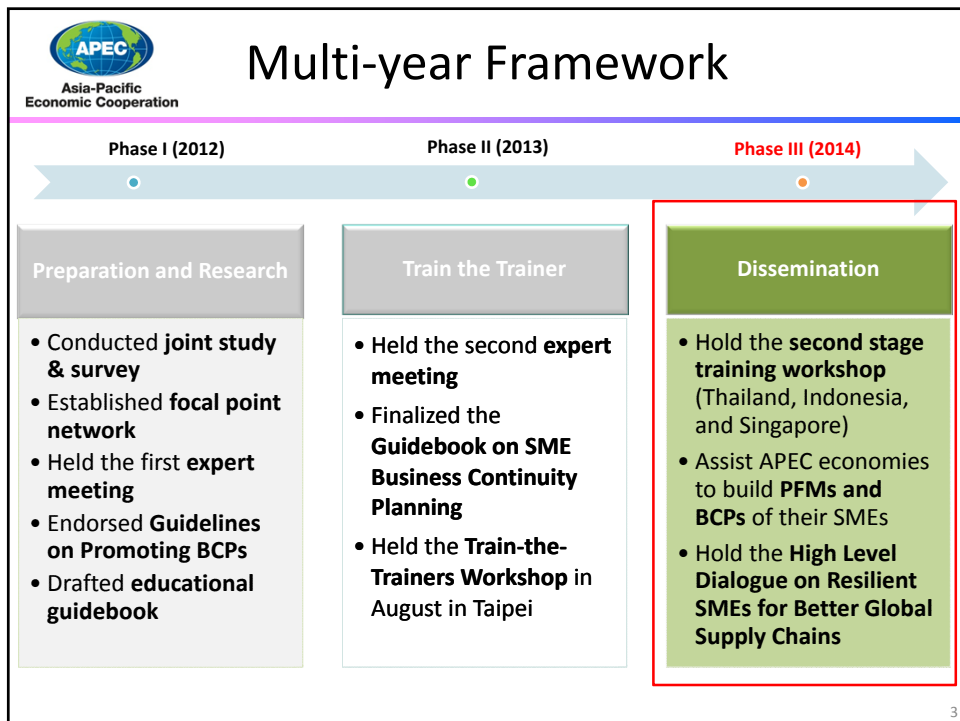 APEC
Asia-Pacific
Economic Cooperation
Multi-year Framework
Phase I (2012)
Phase II (2013)
Phase III (2014)
Preparation and Research
• Conducted joint study
& survey
• Established focal point
network
• Held the first expert
meeting
• Endorsed Guidelines
on Promoting BCPs
• Drafted educational
guidebook
Train the Trainer
• Held the second expert
meeting
• Finalized the
Guidebook on SME
Business Continuity
Planning
• Held the Train-the-
Trainers Workshop in
August in Taipei
Dissemination
• Hold the second stage
training workshop
(Thailand, Indonesia,
and Singapore)
• Assist APEC economies
to build PFMs and
BCPs of their SMEs
• Hold the High Level
Dialogue on Resilient
SMEs for Better Global
Supply Chains
3